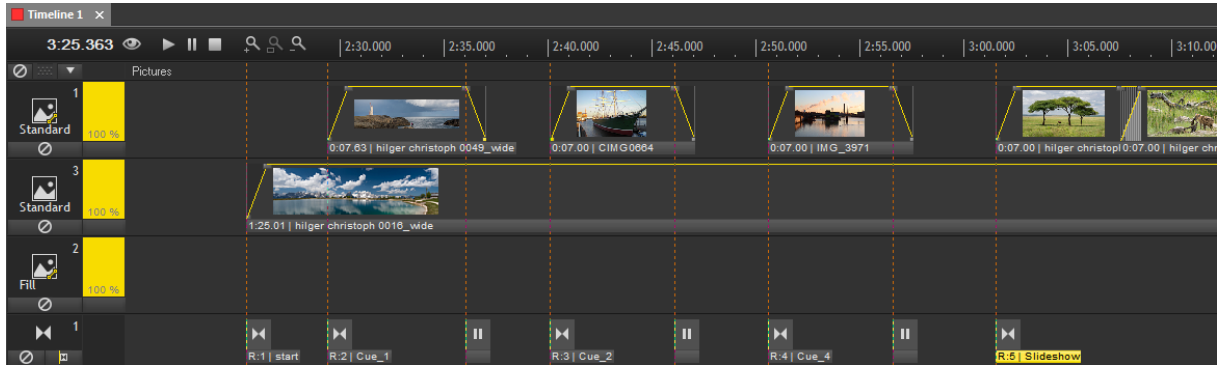 Timeline 1 ×
3:25.363 2:30.000 2:35.000 2:40.000 2:45.000 2:50.000 2:55.000 3:00.000 3:05.000 3:10.00
Pictures
1
Standard
100 %
0:07.63 | hilger christoph 0049_wide 0:07.00 | CIMG0664 0:07.00 | IMG_3971 0:07.00 | hilger christopl 0:07.00 | hilger chr
3
Standard
100 %
1:25.01 | hilger christoph 0016_wide
2
Fill
100 %
1
R:1 | start R:2 | Cue_1 R:3 | Cue_2 R:4 | Cue_4 R:5 | Slideshow